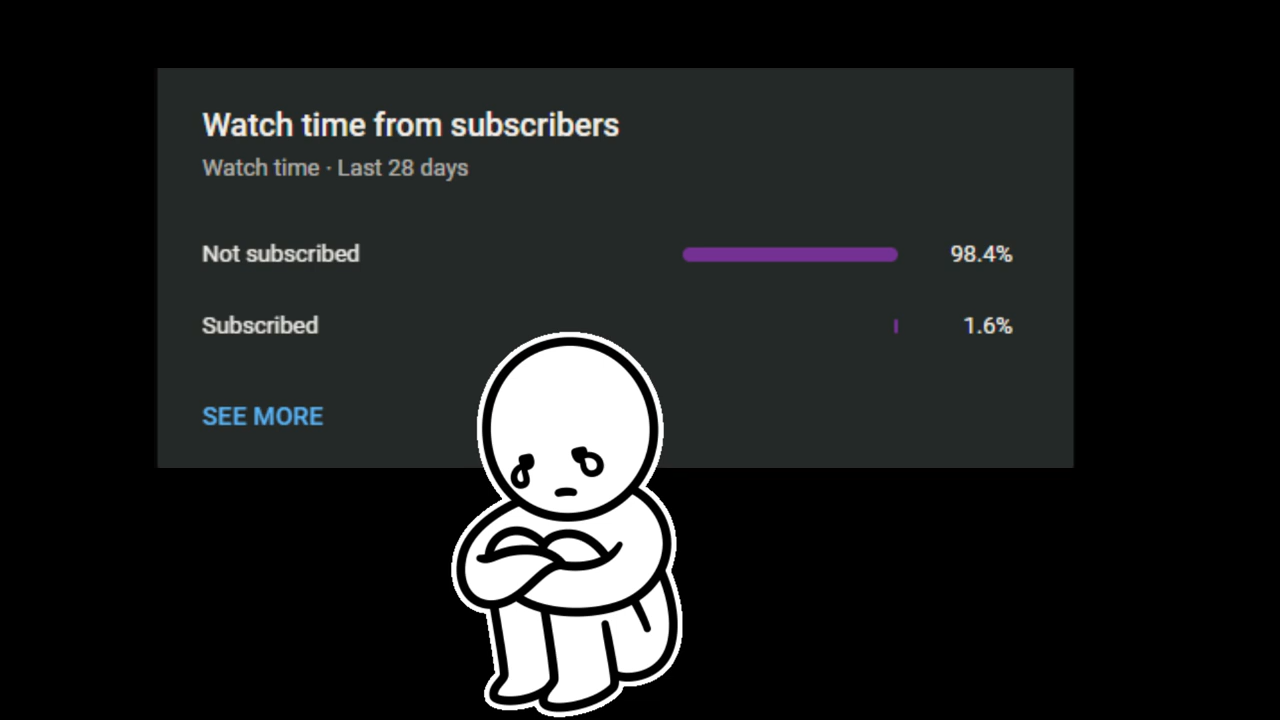 Watch time from subscribers
Watch time · Last 28 days
Not subscribed 98.4%
Subscribed 1.6%
SEE MORE